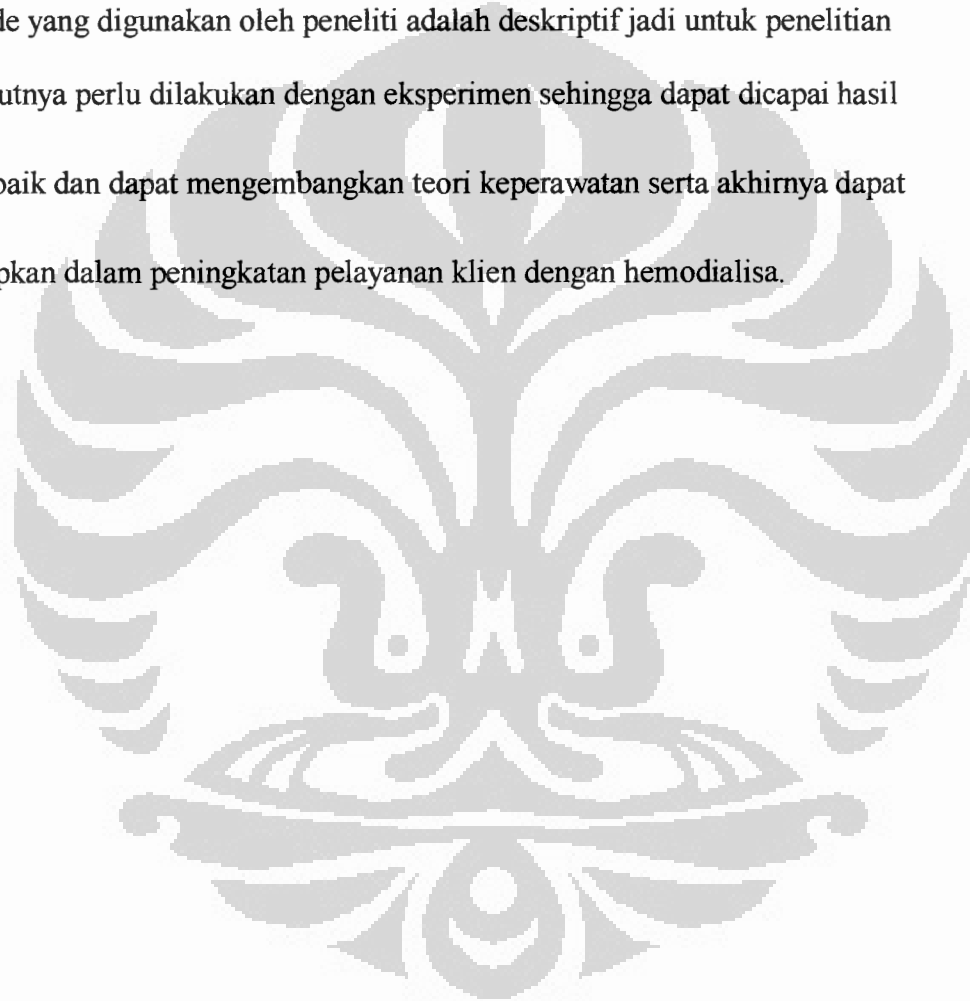 de yang digunakan oleh peneliti adalah deskriptif jadi untuk penelitian
utnya perlu dilakukan dengan eksperimen sehingga dapat dicapai hasil
baik dan dapat mengembangkan teori keperawatan serta akhirnya dapat
pkan dalam peningkatan pelayanan klien dengan hemodialisa.